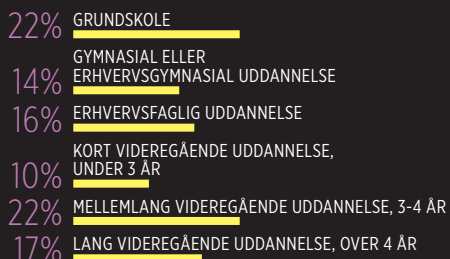 22% GRUNDSKOLE
GYMNASIAL ELLER
14% ERHVERVSGYMNASIAL UDDANNELSE
16% ERHVERVSFAGLIG UDDANNELSE
KORT VIDEREGÅENDE UDDANNELSE,
10% UNDER 3 ÅR
22% MELLEMLANG VIDEREGÅENDE UDDANNELSE, 3-4 ÅR
17% LANG VIDEREGÅENDE UDDANNELSE, OVER 4 ÅR